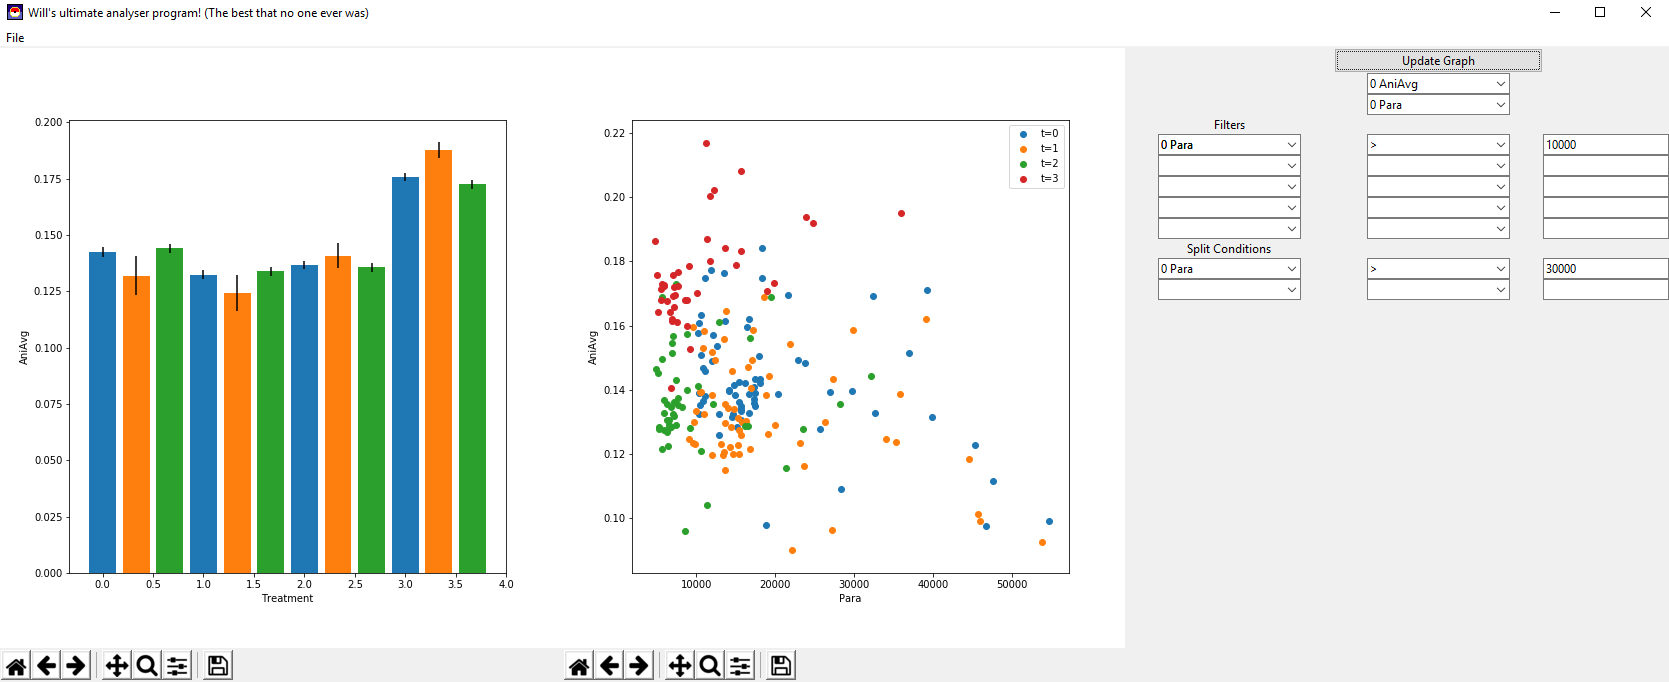 Will's ultimate analyser program! (The best that no one ever was)
File
0.200
0.175
0.150
0.125
0.100
0.075
0.050
0.025
0.000
AniAvg
0.0 0.5 1.0 1.5 2.0 2.5 3.0 3.5 4.0
Treatment
0.22
0.20
0.18
0.16
0.14
0.12
0.10
AniAvg
10000 20000 30000 40000 50000
Para
t=0
t=1
t=2
t=3
Update Graph
0 AniAvg
0 Para
Filters
0 Para > 10000
Split Conditions
0 Para > 30000